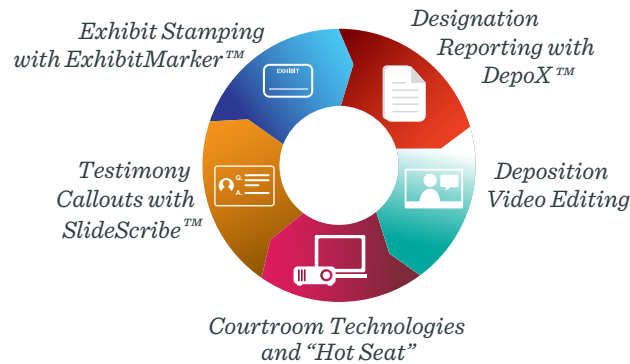 Exhibit Stamping
with ExhibitMarker™
Designation
Reporting with
DepoX™
EXHIBIT
Q.
A.
Testimony
Callouts with
SlideScribe™
Deposition
Video Editing
Courtroom Technologies
and “Hot Seat”